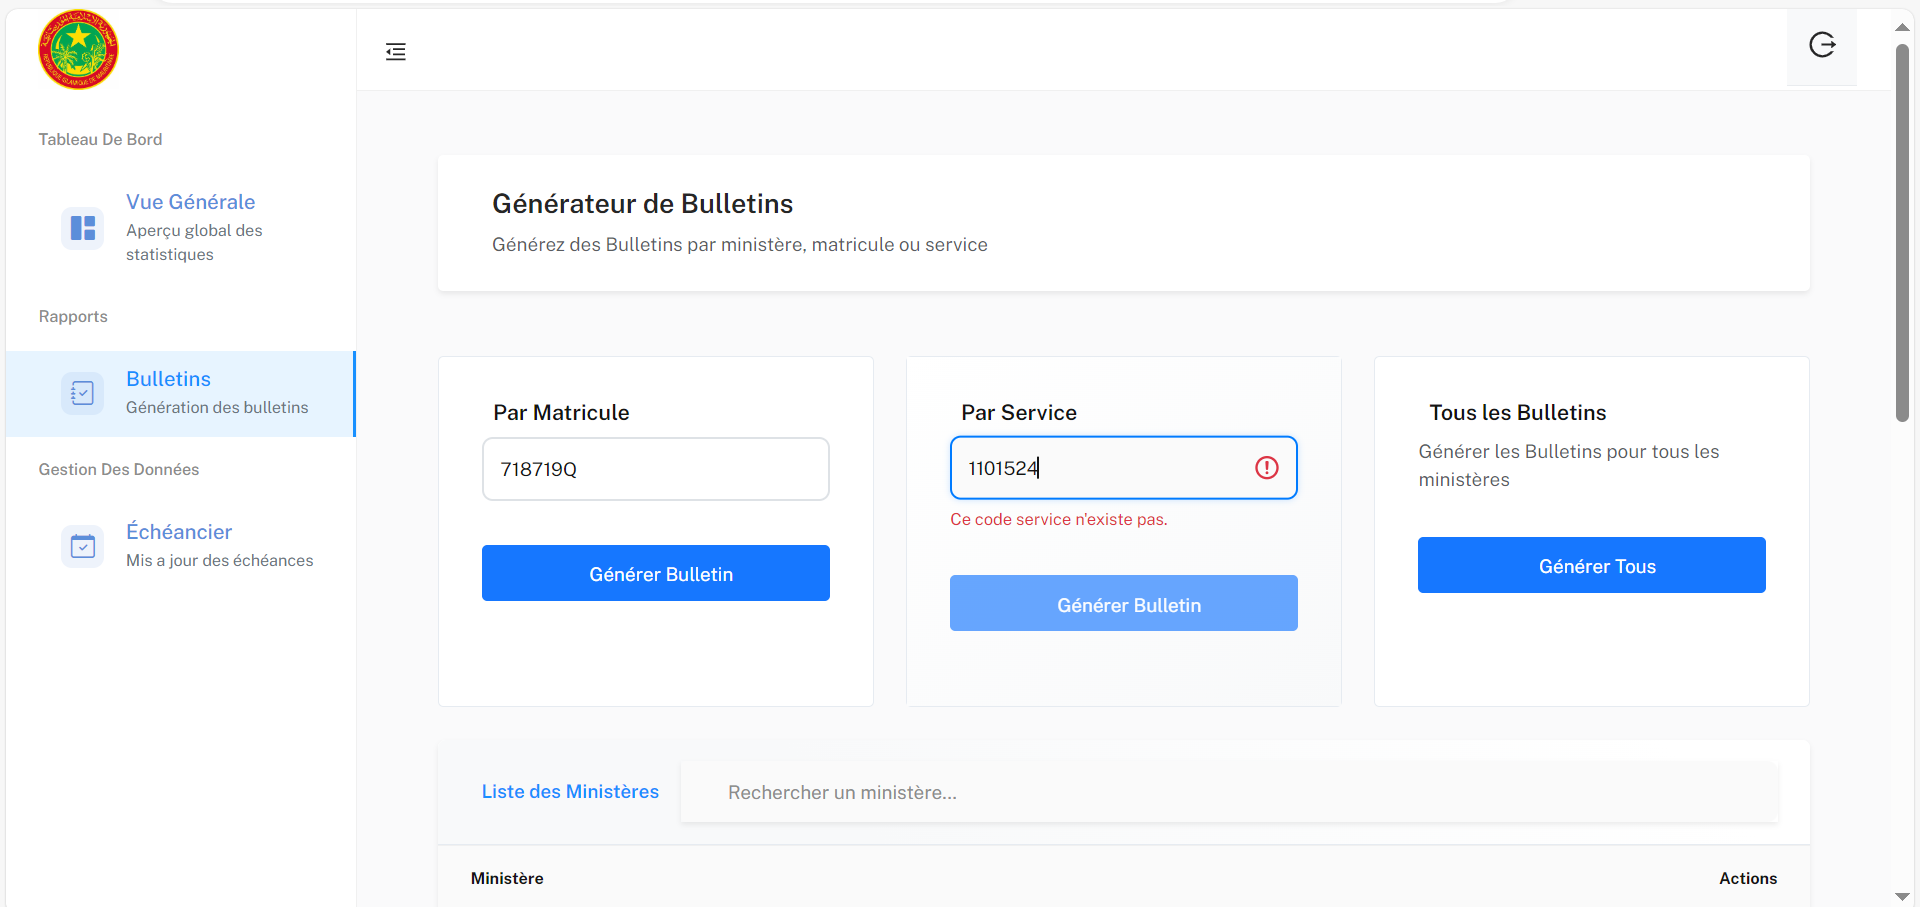 Tableau De Bord
Vue Générale
Aperçu global des
statistiques
Rapports
Bulletins
Génération des bulletins
Gestion Des Données
Échéancier
Mis a jour des échéances
Générateur de Bulletins
Générez des Bulletins par ministère, matricule ou service
Par Matricule
718719Q
Générer Bulletin
Par Service
1101524
Ce code service n'existe pas.
Générer Bulletin
Tous les Bulletins
Générer les Bulletins pour tous les
ministères
Générer Tous
Liste des Ministères
Rechercher un ministère...
Ministère
Actions